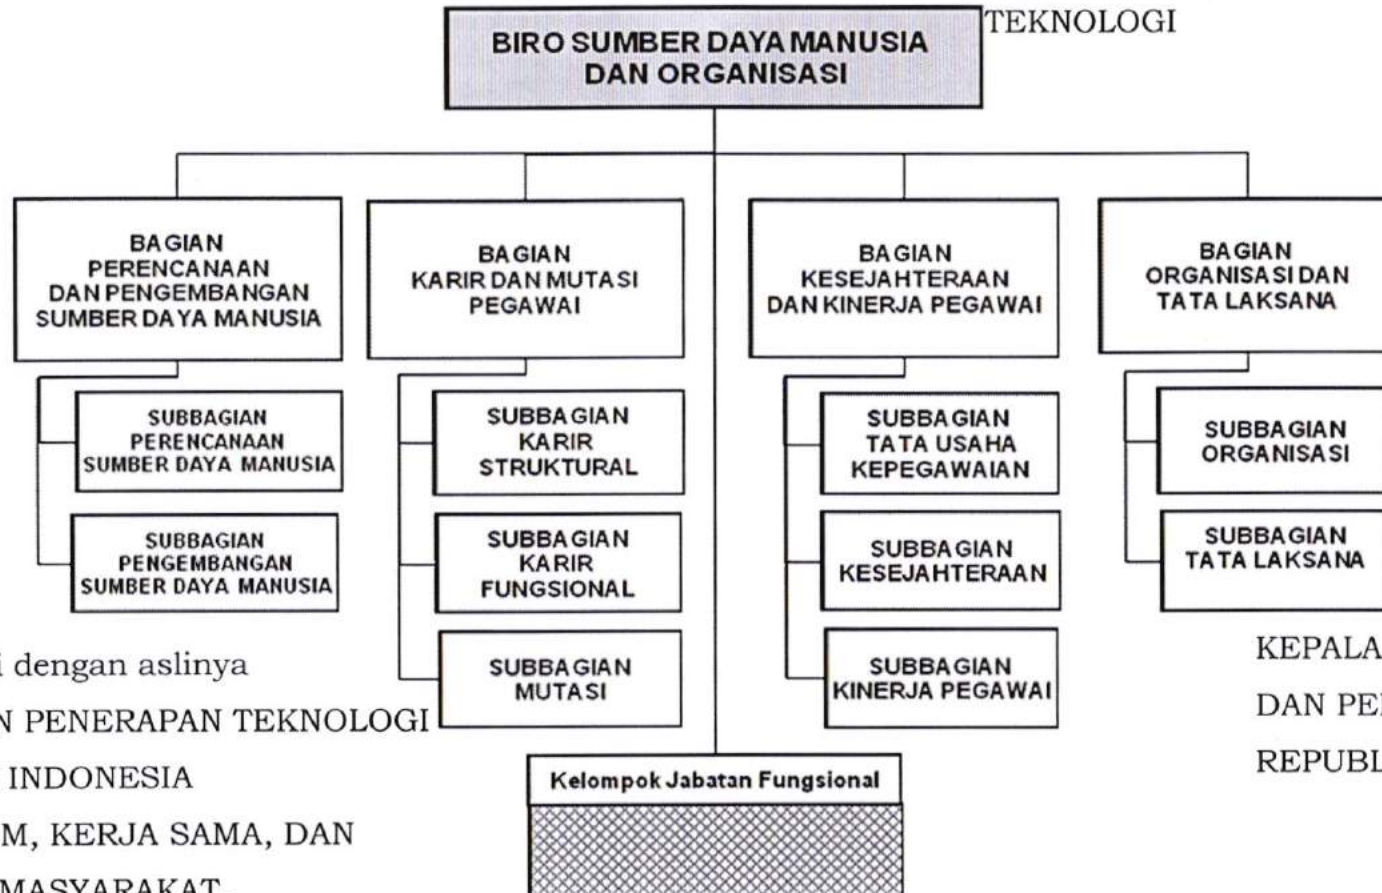 TEKNOLOGI
BIRO SUMBER DAYA MANUSIA
DAN ORGANISASI
BAGIAN
PERENCANAAN
DAN PENGEMBANGAN
SUMBER DAYA MANUSIA
SUBBAGIAN
PERENCANAAN
SUMBER DAYA MANUSIA
SUBBAGIAN
PENGEMBANGAN
SUMBER DAYA MANUSIA
BAGIAN
KARIR DAN MUTASI
PEGAWAI
SUBBAGIAN
KARIR
STRUKTURAL
SUBBAGIAN
KARIR
FUNGSIONAL
SUBBAGIAN
MUTASI
BAGIAN
KESEJAHTERAAN
DAN KINERJA PEGAWAI
SUBBAGIAN
TATA USAHA
KEPEGAWAIAN
SUBBAGIAN
KESEJAHTERAAN
SUBBAGIAN
KINERJA PEGAWAI
BAGIAN
ORGANISASI DAN
TATA LAKSANA
SUBBAGIAN
ORGANISASI
SUBBAGIAN
TATA LAKSANA
Kelompok Jabatan Fungsional
dengan aslinya
PENERAPAN TEKNOLOGI
INDONESIA
KERJA SAMA, DAN
MASYARAKAT
KEPALA
DAN